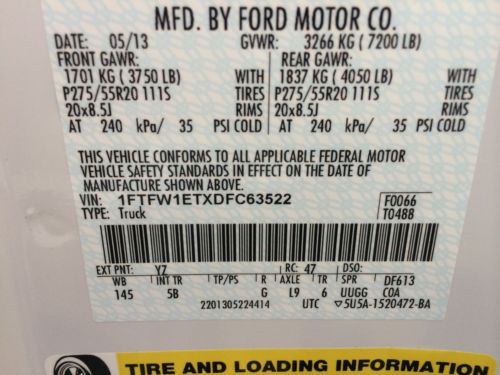 MFD. BY FORD MOTOR CO.
DATE: 05/13 GVWR: 3266 KG (7200 LB)
FRONT GAWR: REAR GAWR:
1701 KG (3750 LB) WITH 1837 KG (4050 LB) WITH
P275/55R20 111S TIRES P275/55R20 111S TIRES
20x8.5J RIMS 20x8.5J RIMS
AT 240 kPa/ 35 PSI COLD AT 240 kPa/ 35 PSI COLD
THIS VEHICLE CONFORMS TO ALL APPLICABLE FEDERAL MOTOR
VEHICLE SAFETY STANDARDS IN EFFECT ON THE DATE OF
MANUFACTURE SHOWN ABOVE.
VIN: 1FTFW1ETXDFC63522 F0066
TYPE: Truck T0488
EXT PNT: YZ RC: 47 DSO:
WB INT TR TP/PS R AXLE TR SPR DF613
145 5B G L9 6 UUGG COA
2201305224414 UTC ▽5U5A-1520472-BA
TIRE AND LOADING INFORMATION